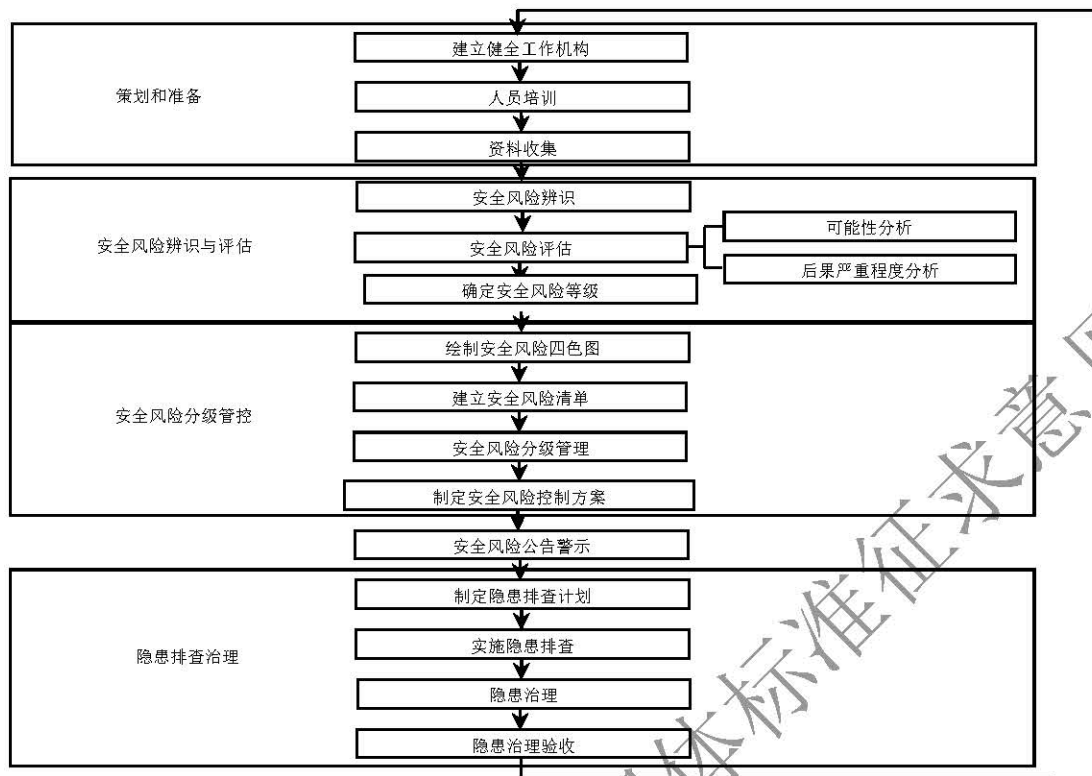 建立健全工作机构
策划和准备
人员培训
资料收集
安全风险辨识
可能性分析
安全风险辨识与评估
安全风险评估
后果严重程度分析
确定安全风险等级
绘制安全风险四色图
建立安全风险清单
安全风险分级管控
安全风险分级管理
制定安全风险控制方案
安全风险公告警示
制定隐患排查计划
实施隐患排查
隐患排查治理
隐患治理
隐患治理验收
体标准征求意见